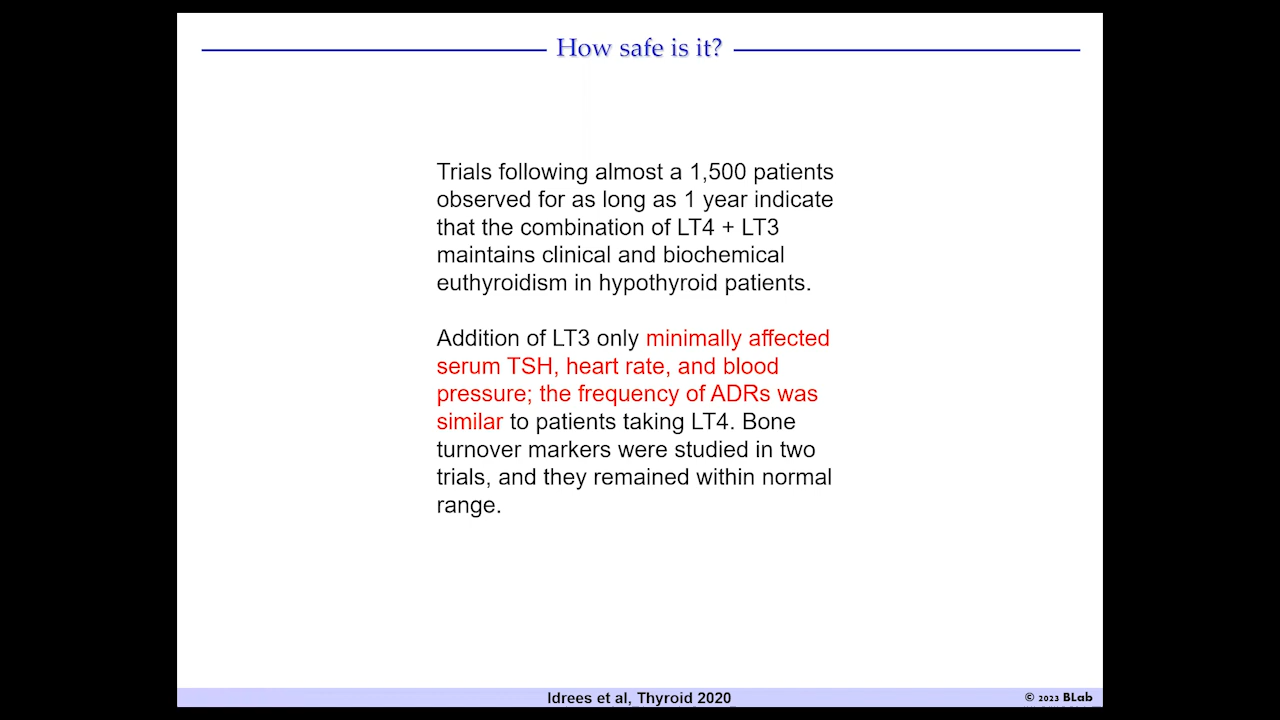 How safe is it?
Trials following almost a 1,500 patients
observed for as long as 1 year indicate
that the combination of LT4 + LT3
maintains clinical and biochemical
euthyroidism in hypothyroid patients.
Addition of LT3 only minimally affected
serum TSH, heart rate, and blood
pressure; the frequency of ADRs was
similar to patients taking LT4. Bone
turnover markers were studied in two
trials, and they remained within normal
range.
Idrees et al, Thyroid 2020
© 2023 BLab